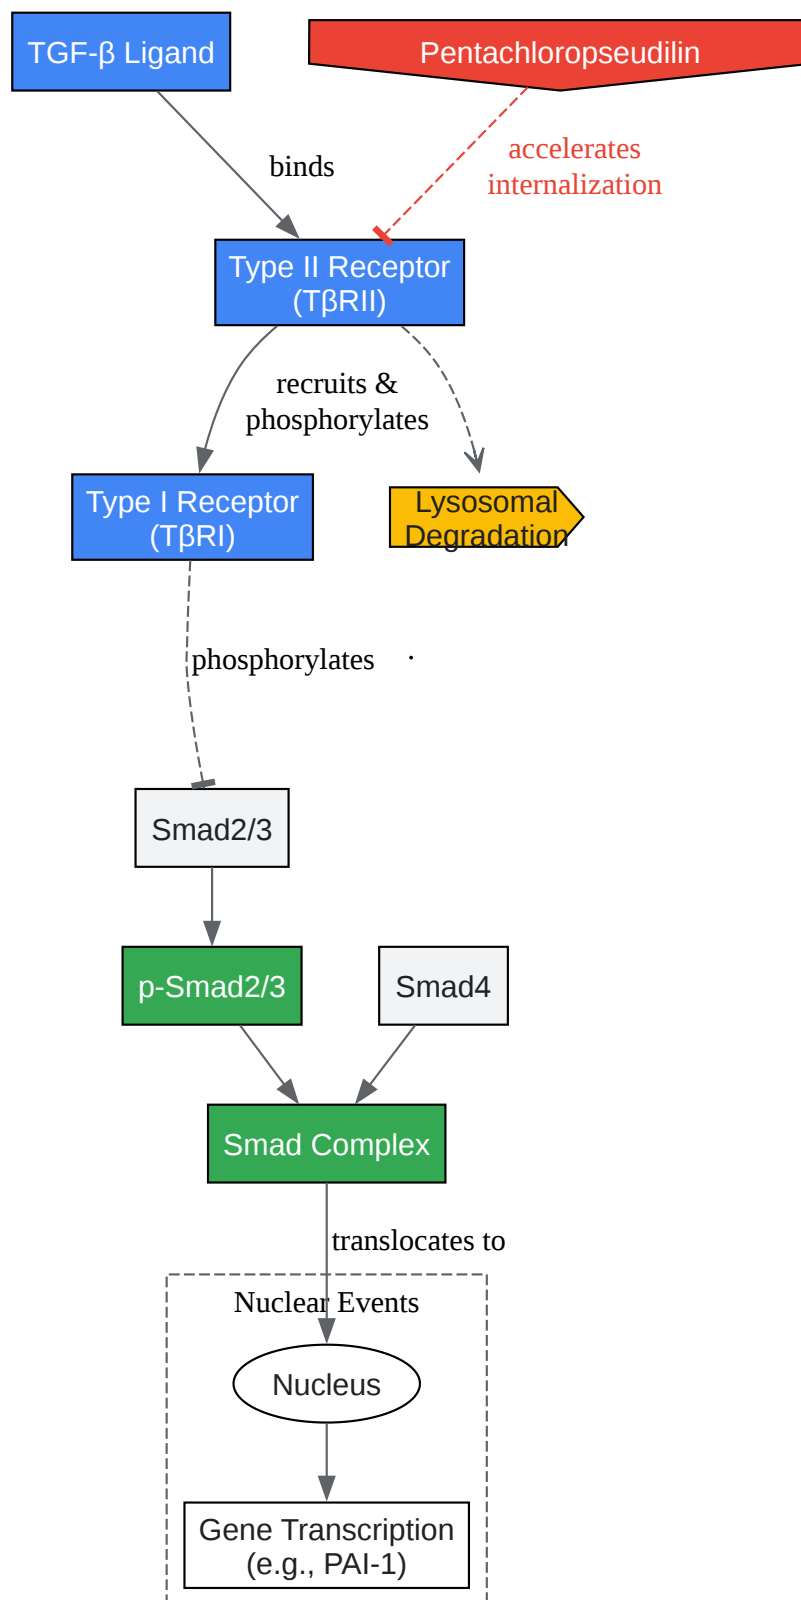 TGF-β Ligand
Pentachloropseudilin
binds
accelerates
internalization
Type II Receptor
(TβRII)
recruits &
phosphorylates
Type I Receptor
(TβRI)
Lysosomal
Degradation
phosphorylates
Smad2/3
p-Smad2/3
Smad4
Smad Complex
translocates to
Nuclear Events
Nucleus
Gene Transcription
(e.g., PAI-1)